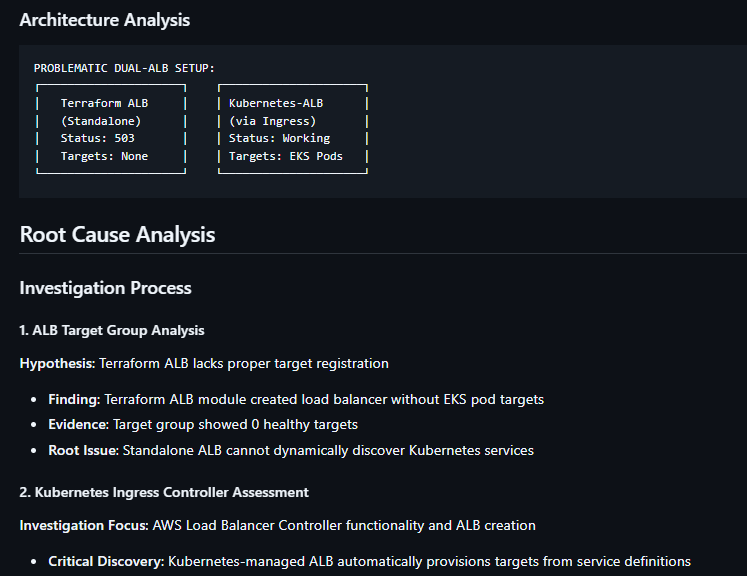 Architecture Analysis
PROBLEMATIC DUAL-ALB SETUP:
Terraform ALB Kubernetes-ALB
(Standalone) (via Ingress)
Status: 503 Status: Working
Targets: None Targets: EKS Pods
Root Cause Analysis
Investigation Process
1. ALB Target Group Analysis
Hypothesis: Terraform ALB lacks proper target registration
• Finding: Terraform ALB module created load balancer without EKS pod targets
• Evidence: Target group showed 0 healthy targets
• Root Issue: Standalone ALB cannot dynamically discover Kubernetes services
2. Kubernetes Ingress Controller Assessment
Investigation Focus: AWS Load Balancer Controller functionality and ALB creation
• Critical Discovery: Kubernetes-managed ALB automatically provisions targets from service definitions